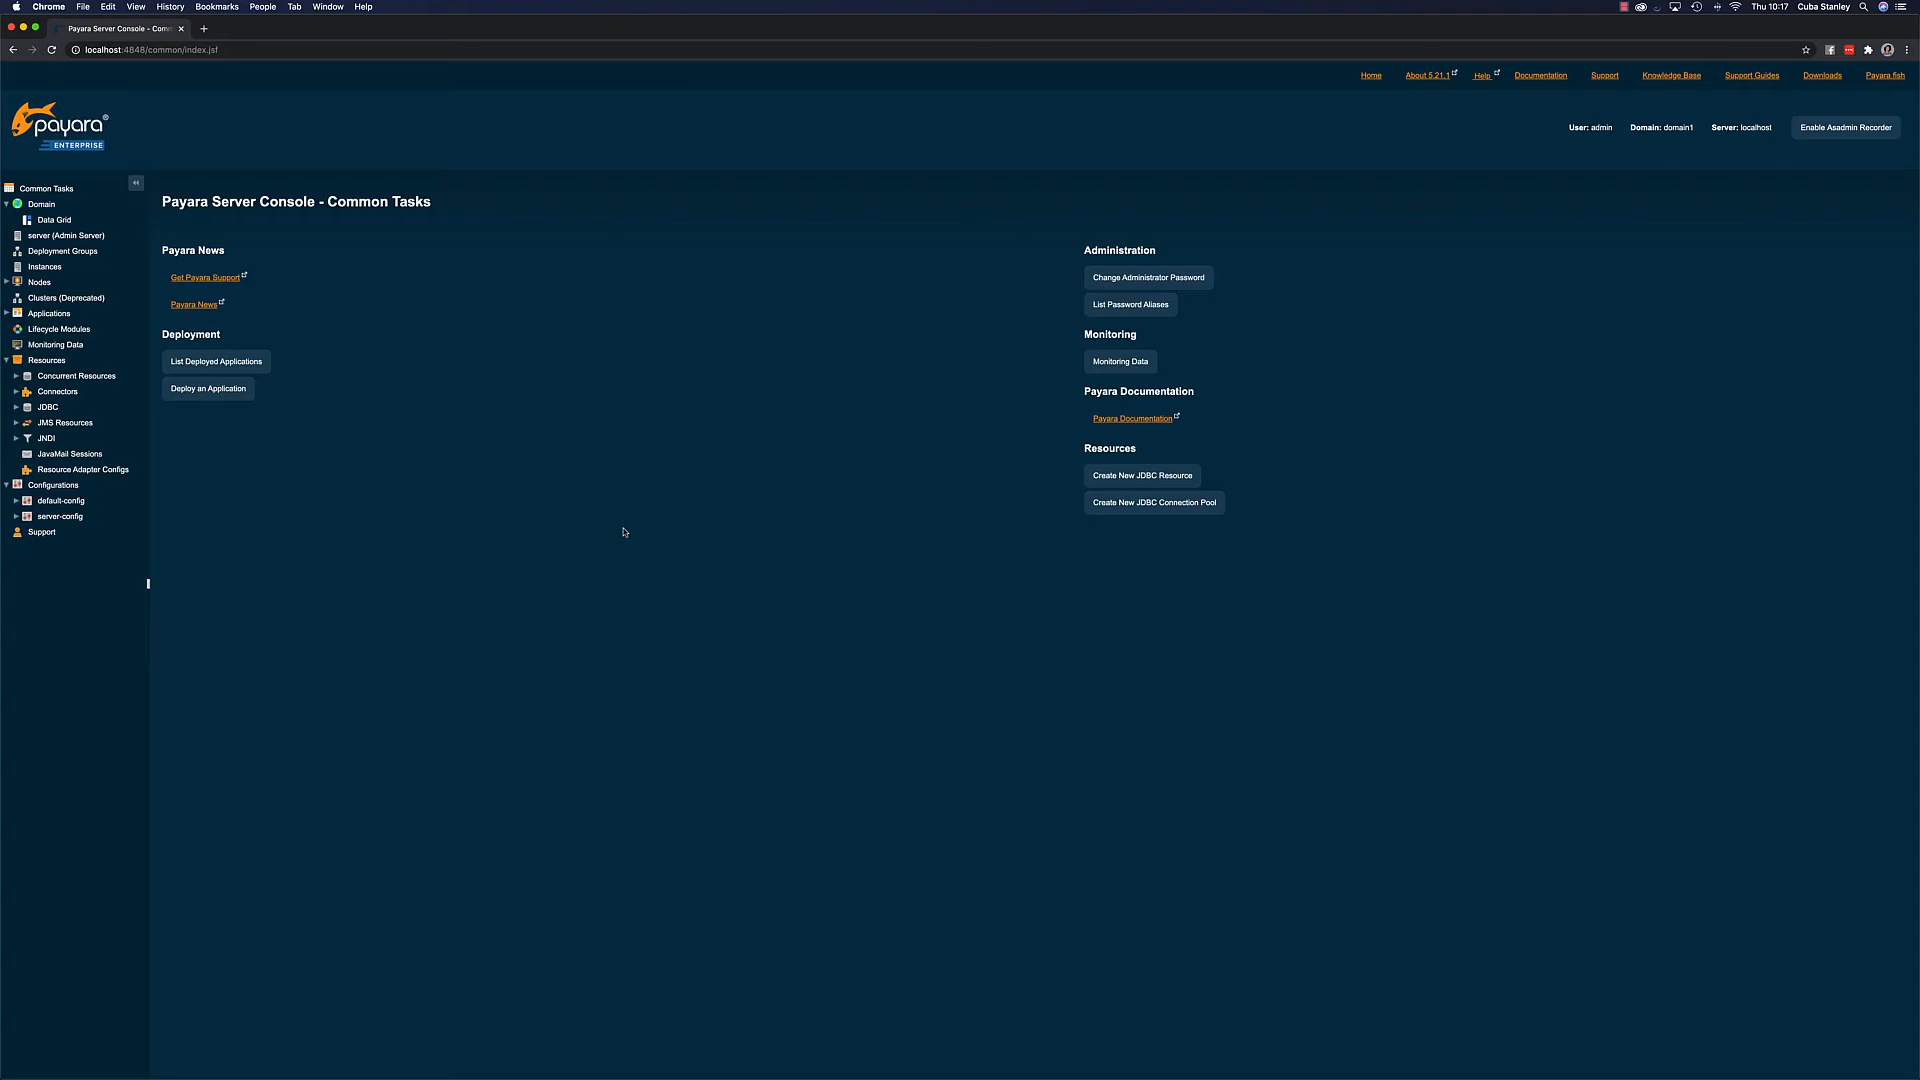 Chrome File Edit View History Bookmarks People Tab Window Help
Thu 10:17 Cuba Stanley
Payara Server Console - Com
localhost:4848/common/index.jsf
Home About 5.21.1 Help Documentation Support Knowledge Base Support Guides Downloads Payara.fish
payara®
ENTERPRISE
User: admin Domain: domain1 Server: localhost Enable Asadmin Recorder
Common Tasks
Domain
Data Grid
server (Admin Server)
Deployment Groups
Instances
Nodes
Clusters (Deprecated)
Applications
Lifecycle Modules
Monitoring Data
Resources
Concurrent Resources
Connectors
JDBC
JMS Resources
JNDI
JavaMail Sessions
Resource Adapter Configs
Configurations
default-config
server-config
Support
Payara Server Console - Common Tasks
Payara News
Get Payara Support
Payara News
Deployment
List Deployed Applications
Deploy an Application
Administration
Change Administrator Password
List Password Aliases
Monitoring
Monitoring Data
Payara Documentation
Payara Documentation
Resources
Create New JDBC Resource
Create New JDBC Connection Pool